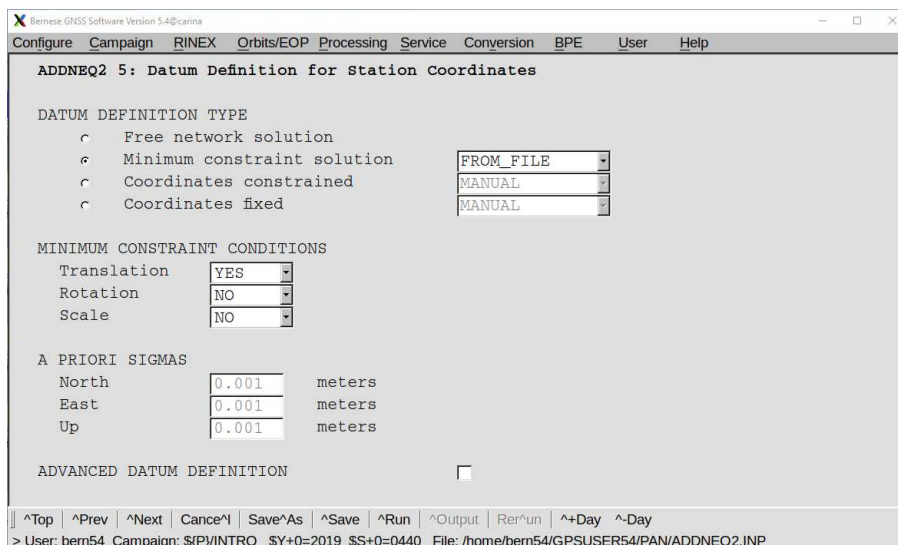 Bernese GNSS Software Version 5.4@carina
Configure Campaign RINEX Orbits/EOP Processing Service Conversion BPE User Help
ADDNEQ2 5: Datum Definition for Station Coordinates
DATUM DEFINITION TYPE
Free network solution
Minimum constraint solution FROM_FILE
Coordinates constrained MANUAL
Coordinates fixed MANUAL
MINIMUM CONSTRAINT CONDITIONS
Translation YES
Rotation NO
Scale NO
A PRIORI SIGMAS
North 0.001 meters
East 0.001 meters
Up 0.001 meters
ADVANCED DATUM DEFINITION
^Top | ^Prev | ^Next | Cance^l | Save^As | ^Save | ^Run | ^Output | Rer^un | ^+Day ^-Day
> User: bern54 Campaign: ${P}/INTRO $Y+0=2019 $S+0=0440 File: /home/bern54/GPSUSER54/PAN/ADDNEQ2.INP